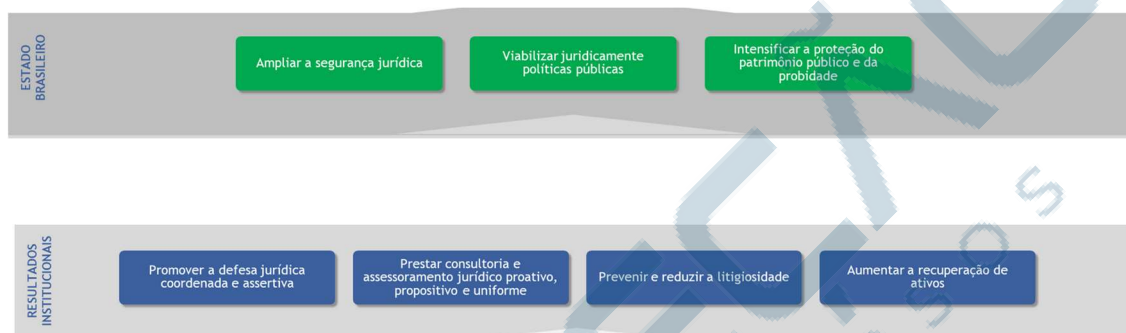 ESTADO
BRASILEIRO
Ampliar a segurança jurídica
Viabilizar juridicamente
políticas públicas
Intensificar a proteção do
patrimônio público e da
probidade
RESULTADOS
INSTITUCIONAIS
Promover a defesa jurídica
coordenada e assertiva
Prestar consultoria e
assessoramento jurídico proativo,
propositivo e uniforme
Prevenir e reduzir a litigiosidade
Aumentar a recuperação de
ativos